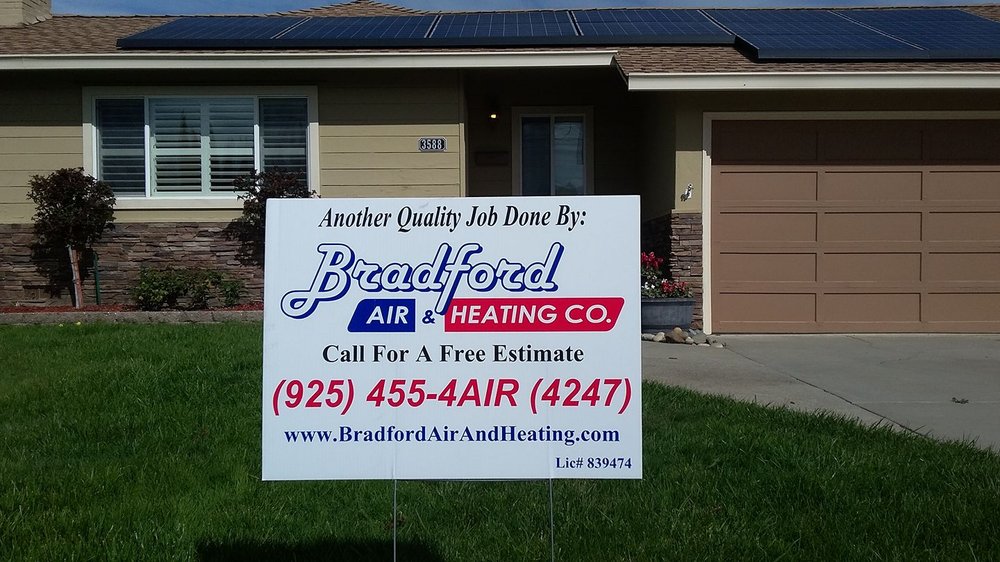 3588
Another Quality Job Done By:
Bradford
AIR & HEATING CO.
Call For A Free Estimate
(925) 455-4AIR (4247)
www.BradfordAirAndHeating.com
Lic# 839474